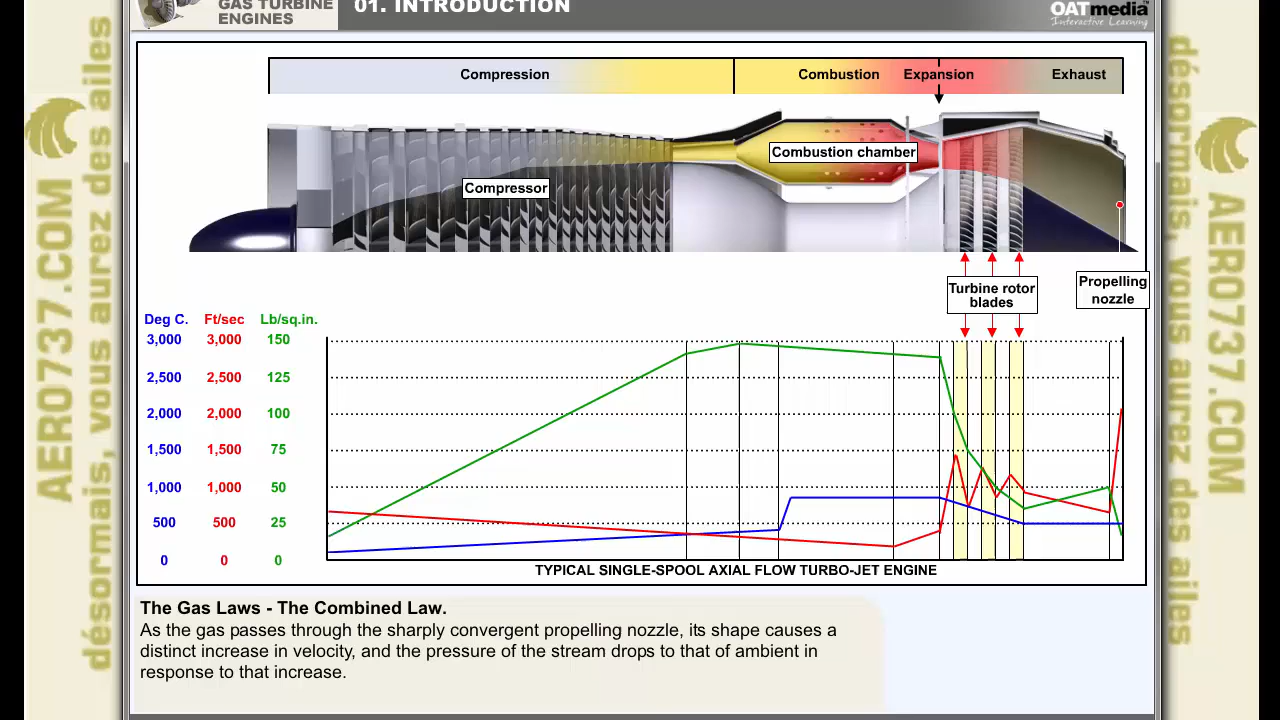 GAS TURBINE
ENGINES
01. INTRODUCTION
OATmedia™
Interactive Learning
Compression
Combustion
Expansion
Exhaust
Combustion chamber
Compressor
Turbine rotor
blades
Propelling
nozzle
Deg C. Ft/sec Lb/sq.in.
3,000 3,000 150
2,500 2,500 125
2,000 2,000 100
1,500 1,500 75
1,000 1,000 50
500 500 25
0 0 0
TYPICAL SINGLE-SPOOL AXIAL FLOW TURBO-JET ENGINE
The Gas Laws - The Combined Law.
As the gas passes through the sharply convergent propelling nozzle, its shape causes a
distinct increase in velocity, and the pressure of the stream drops to that of ambient in
response to that increase.
AERO737.COM
désormais, vous aurez des ailes
AERO737.COM
désormais, vous aurez des ailes